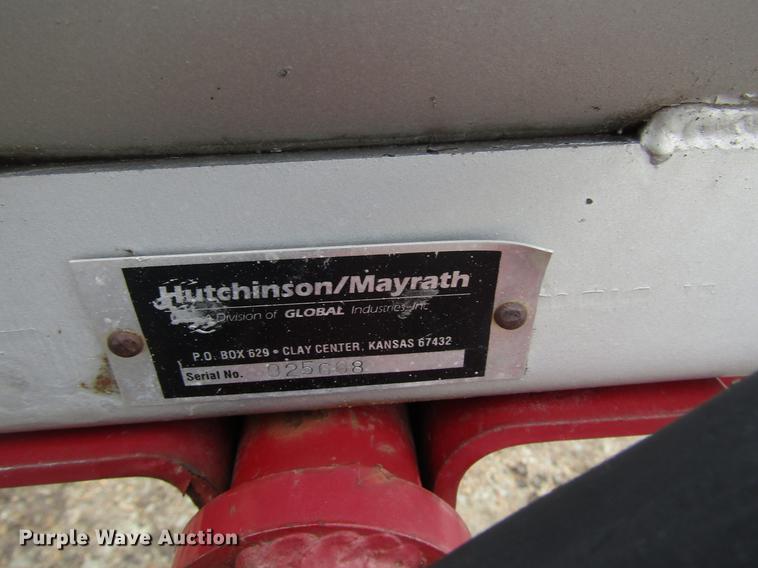 Hutchinson/Mayrath
A Division of GLOBAL Industries, Inc.
P.O. BOX 629 • CLAY CENTER, KANSAS 67432
Serial No.
Purple Wave Auction